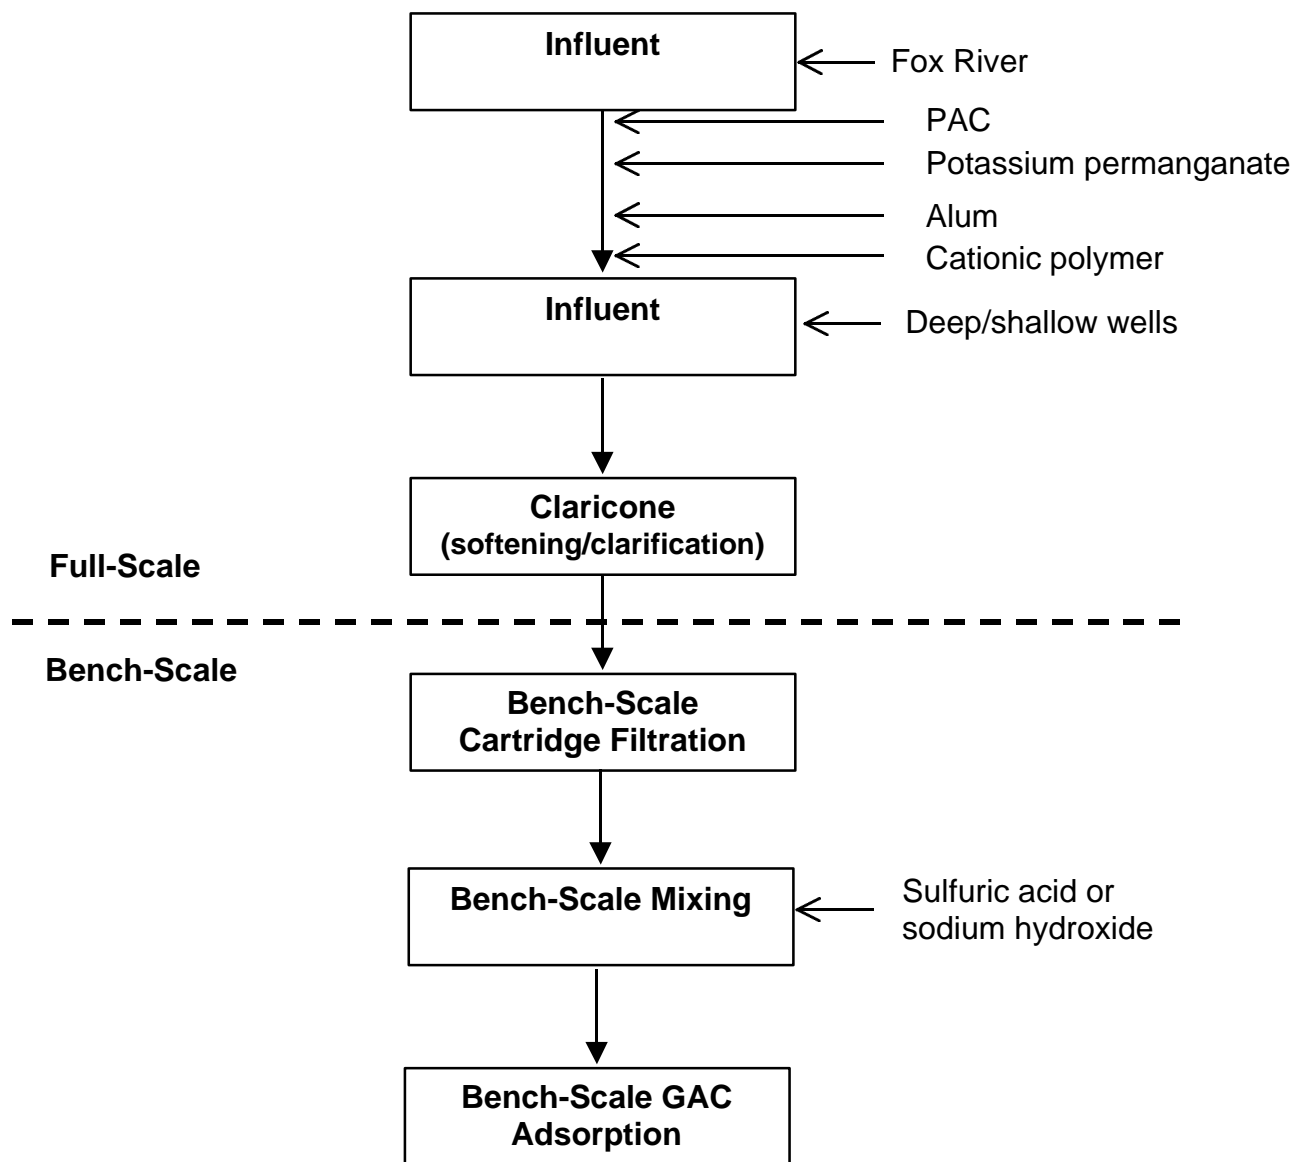 Influent
Fox River
PAC
Potassium permanganate
Alum
Cationic polymer
Influent
Deep/shallow wells
Claricone
(softening/clarification)
Full-Scale
Bench-Scale
Bench-Scale
Cartridge Filtration
Bench-Scale Mixing
Sulfuric acid or
sodium hydroxide
Bench-Scale GAC
Adsorption